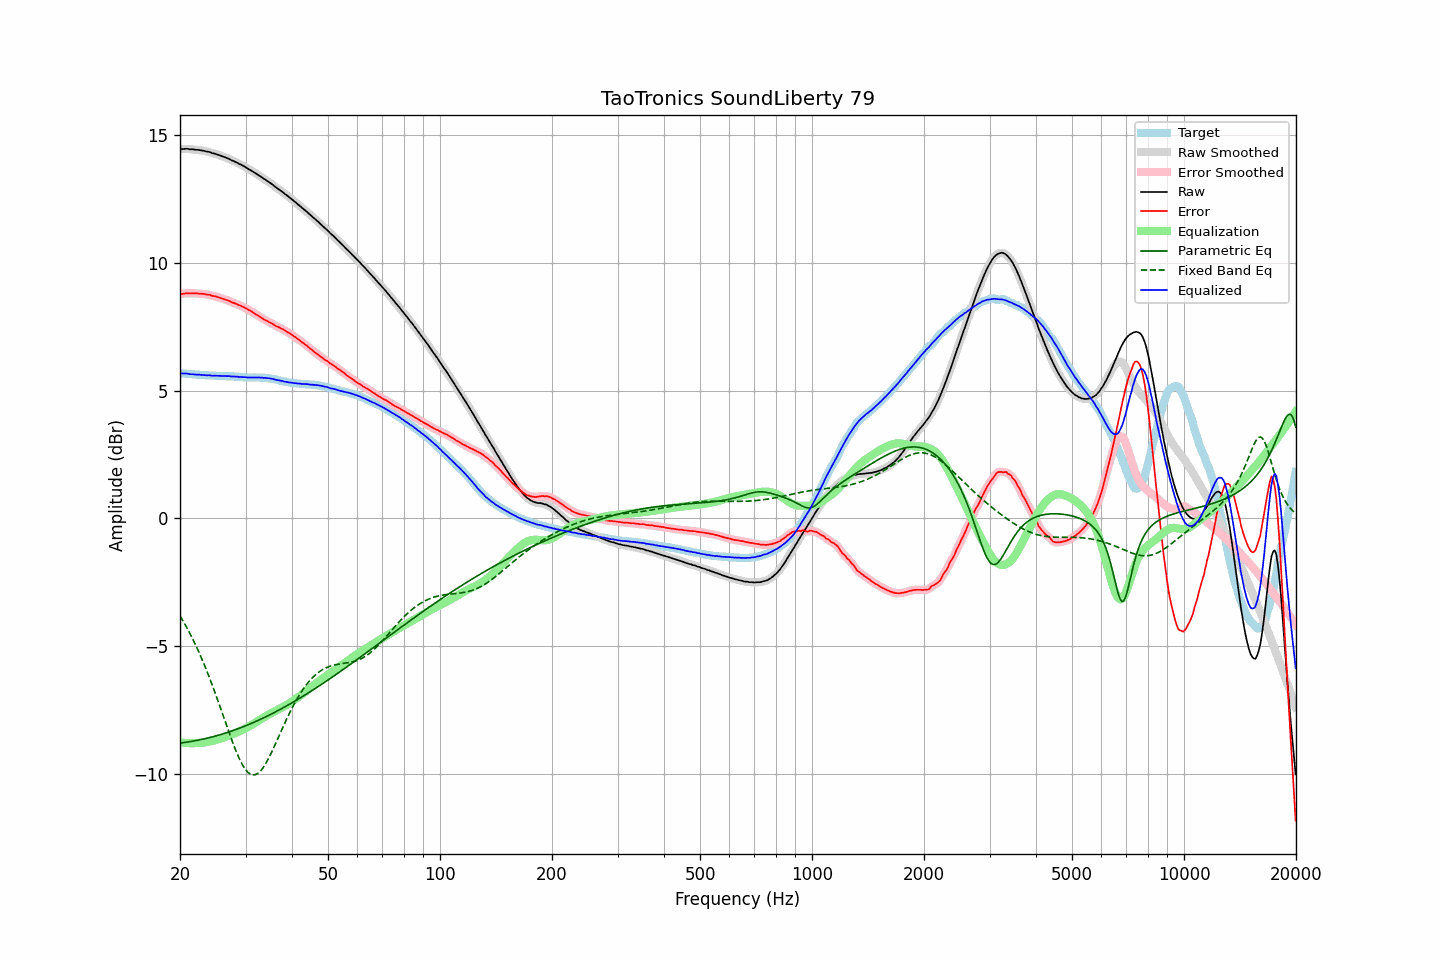 TaoTronics SoundLiberty 79
Target
Raw Smoothed
Error Smoothed
Raw
Error
Equalization
Parametric Eq
Fixed Band Eq
Equalized
Amplitude (dBr)
15
10
5
0
−5
−10
20 50 100 200 500 1000 2000 5000 10000 20000
Frequency (Hz)